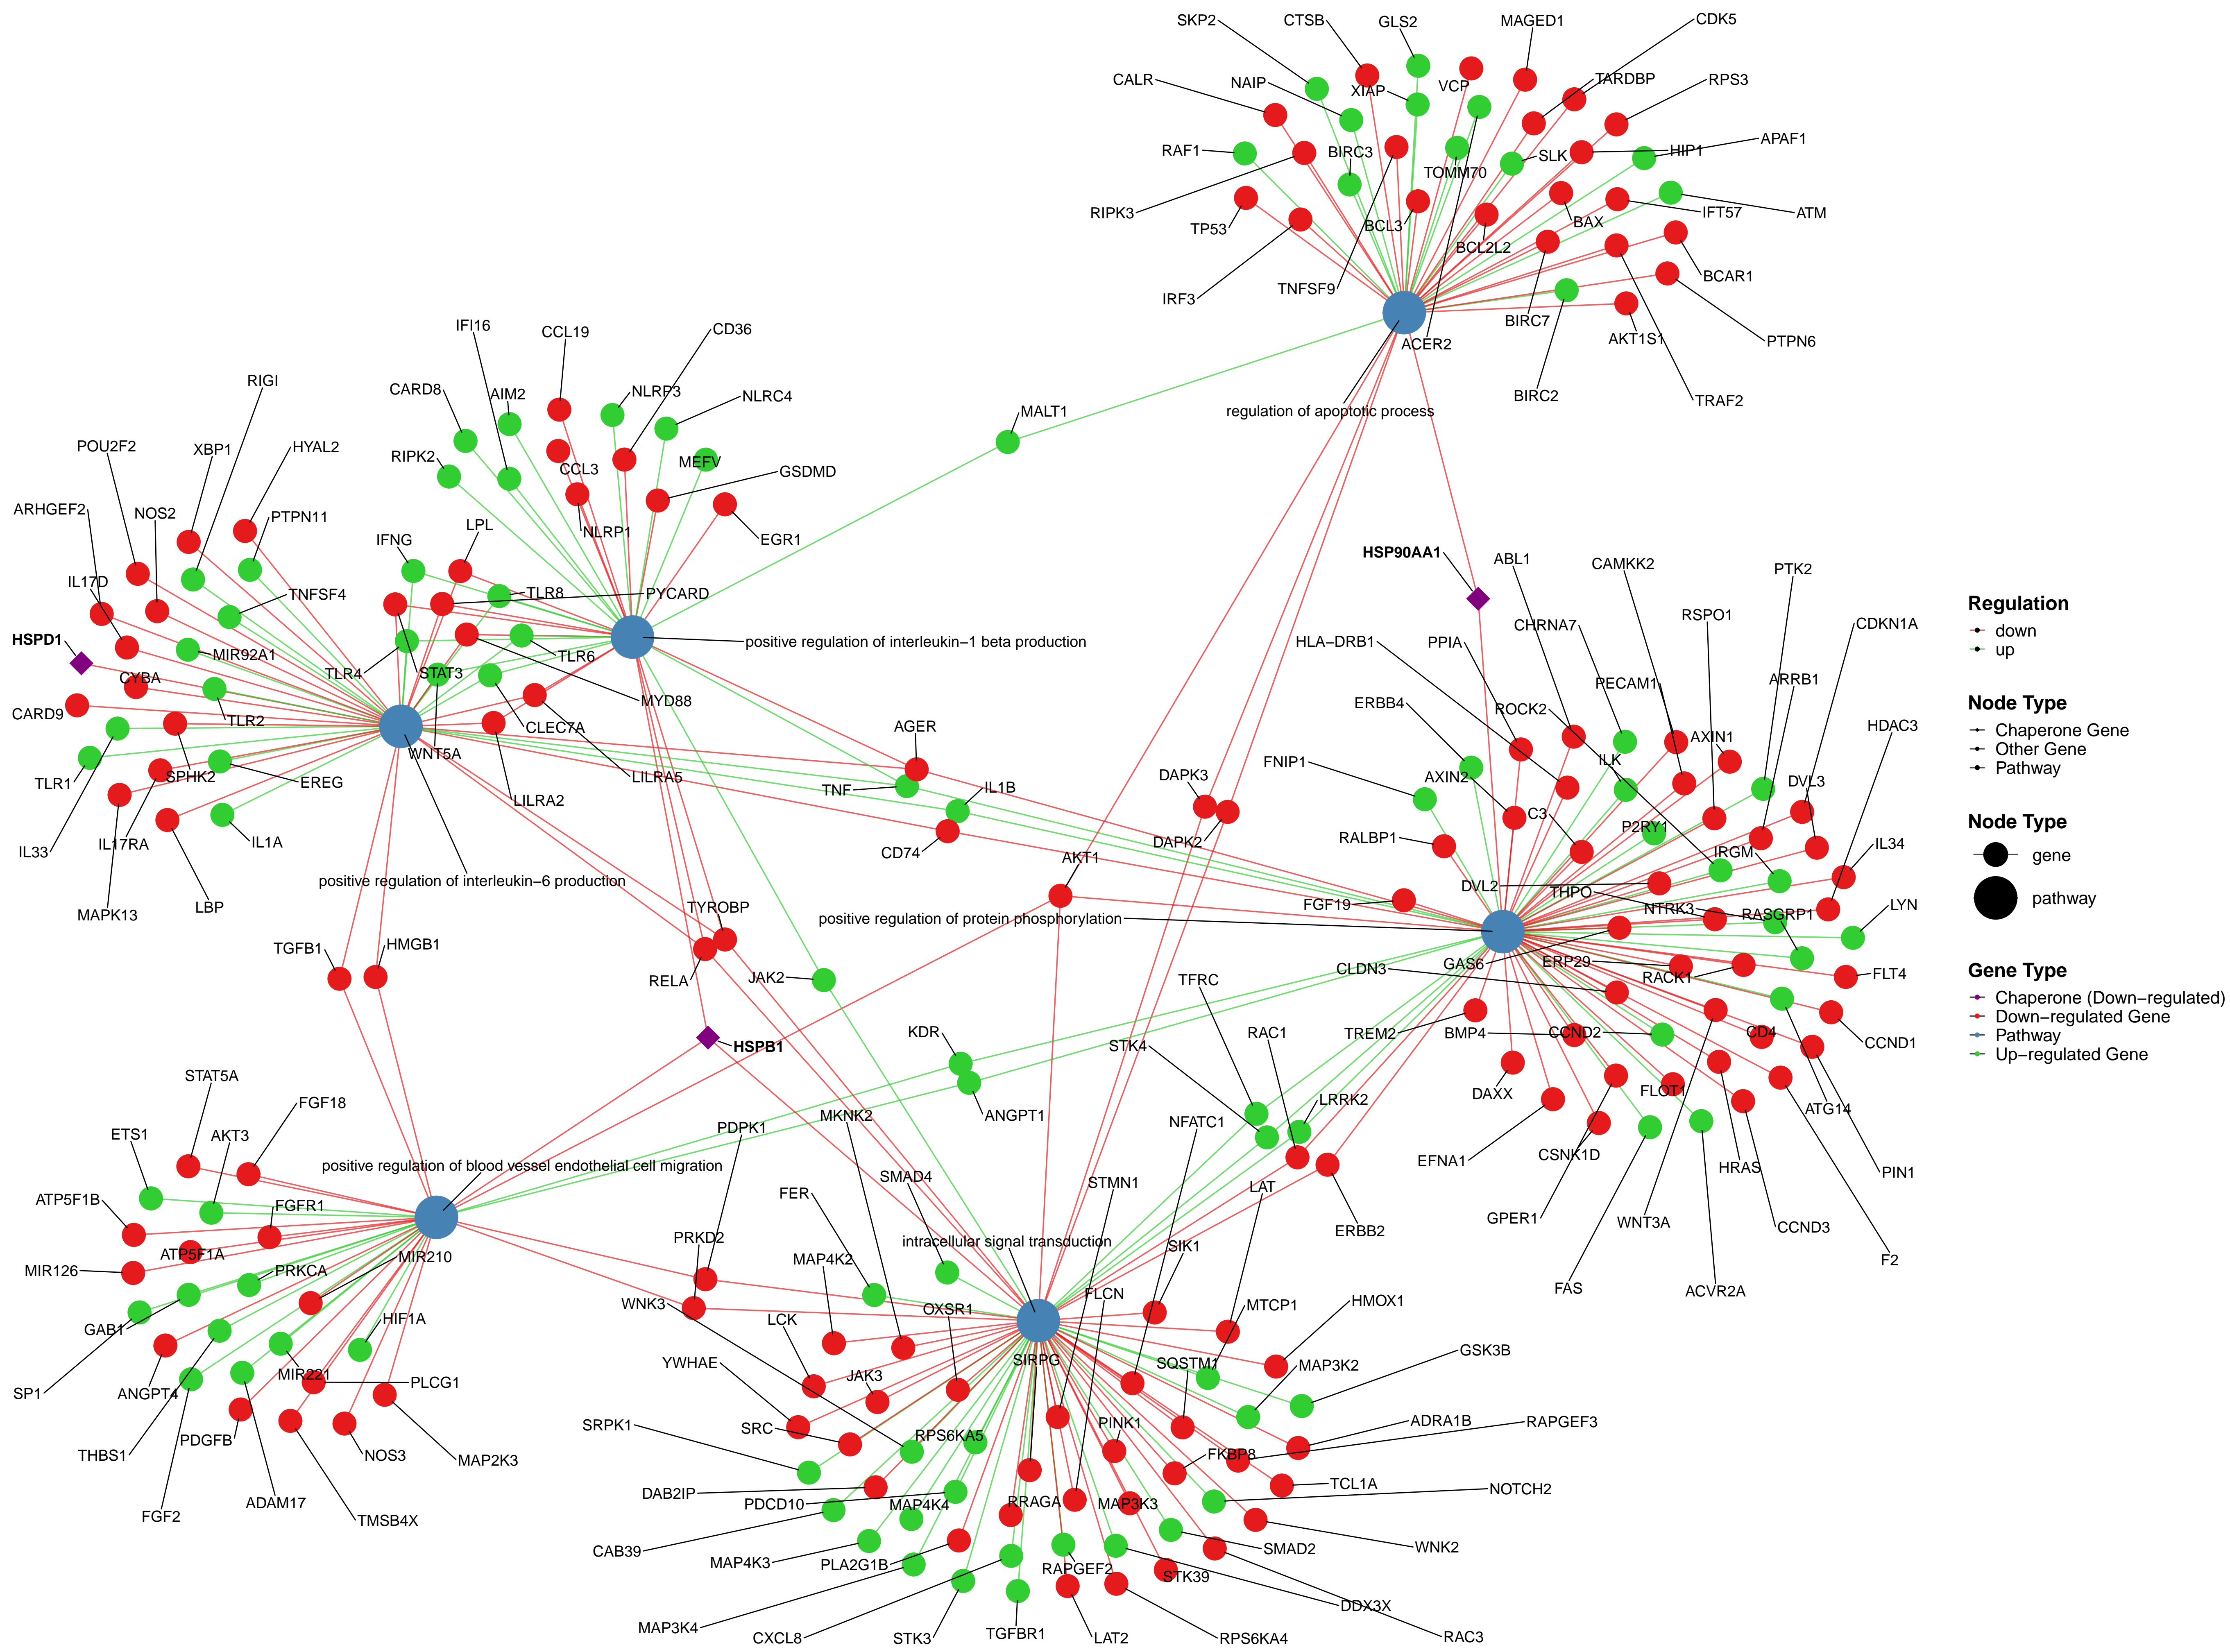 SKP2
CTSB
GLS2
MAGED1
CDK5
CALR
NAIP
XIAP
VCP
TARDBP
RPS3
RAF1
BIRC3
TOMM70
SLK
HIP1
APAF1
RIPK3
TP53
BCL3
BCL2L2
BAX
IFT57
ATM
IRF3
TNFSF9
BIRC7
BCAR1
ACER2
AKT1S1
PTPN6
BIRC2
TRAF2
regulation of apoptotic process
IFI16
CCL19
CD36
CARD8
AIM2
NLRP3
NLRC4
MALT1
RIGI
POU2F2
XBP1
HYAL2
RIPK2
CCL3
MEFV
GSDMD
ARHGEF2
NOS2
PTPN11
IFNG
LPL
NLRP1
EGR1
IL17D
TNFSF4
TLR8
PYCARD
HSPD1
MIR92A1
TLR4
STAT3
TLR6
positive regulation of interleukin−1 beta production
CYBA
CARD9
TLR2
MYD88
CLEC7A
WNT5A
TLR1
SPHK2
EREG
LILRA5
LILRA2
IL33
IL17RA
IL1A
MAPK13
LBP
positive regulation of interleukin−6 production
AGER
TNF
IL1B
CD74
DAPK3
DAPK2
AKT1
HSP90AA1
ABL1
CAMKK2
PTK2
HLA−DRB1
PPIA
CHRNA7
RSPO1
CDKN1A
ERBB4
ROCK2
PECAM1
ARRB1
HDAC3
FNIP1
AXIN2
ILK
AXIN1
DVL3
RALBP1
C3
P2RY1
IRGM
IL34
FGF19
DVL2
THPO
NTRK3
RASGRP1
LYN
positive regulation of protein phosphorylation
CLDN3
GAS6
ERP29
RACK1
FLT4
TREM2
BMP4
CCND2
CD4
CCND1
DAXX
FLOT1
ATG14
EFNA1
CSNK1D
HRAS
PIN1
GPER1
WNT3A
CCND3
F2
FAS
ACVR2A
TGFB1
HMGB1
TYROBP
RELA
JAK2
HSPB1
KDR
ANGPT1
TFRC
STK4
RAC1
LRRK2
NFATC1
ERBB2
STAT5A
FGF18
ETS1
AKT3
positive regulation of blood vessel endothelial cell migration
ATP5F1B
FGFR1
ATP5F1A
MIR210
MIR126
PRKCA
GAB1
HIF1A
SP1
ANGPT4
MIR221
PLCG1
THBS1
PDGFB
NOS3
MAP2K3
FGF2
ADAM17
TMSB4X
PDPK1
MKNK2
SMAD4
STMN1
LAT
FER
PRKD2
MAP4K2
intracellular signal transduction
SIK1
WNK3
OXSR1
FLCN
MTCP1
HMOX1
LCK
YWHAE
JAK3
SIRPG
SQSTM1
MAP3K2
GSK3B
SRPK1
SRC
RPS6KA5
PINK1
ADRA1B
RAPGEF3
FKBP8
DAB2IP
PDCD10
MAP4K4
RRAGA
MAP3K3
TCL1A
NOTCH2
CAB39
MAP4K3
PLA2G1B
RAPGEF2
STK39
SMAD2
WNK2
MAP3K4
CXCL8
STK3
TGFBR1
LAT2
RPS6KA4
DDX3X
RAC3
Regulation
down
up
Node Type
Chaperone Gene
Other Gene
Pathway
Node Type
gene
pathway
Gene Type
Chaperone (Down−regulated)
Down−regulated Gene
Pathway
Up−regulated Gene